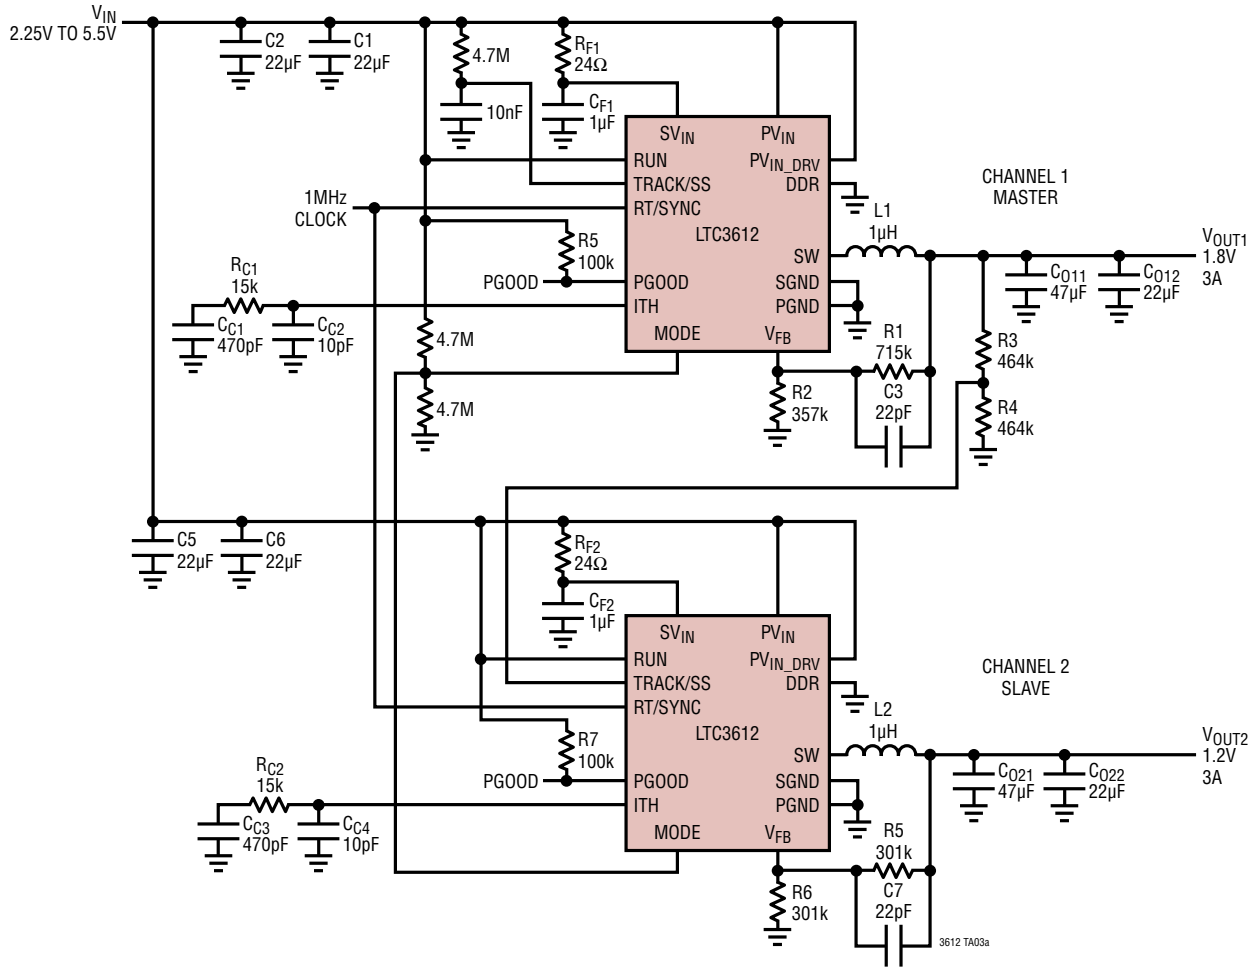 VIN
2.25V TO 5.5V
C2
22µF
C1
22µF
4.7M
10nF
RF1
24Ω
CF1
1µF
SVIN
PVIN
RUN
PVIN_DRV
TRACK/SS
DDR
RT/SYNC
LTC3612
SW
PGOOD
SGND
ITH
PGND
MODE
VFB
1MHz
CLOCK
R5
100k
PGOOD
RC1
15k
CC1
470pF
CC2
10pF
4.7M
4.7M
L1
1µH
CHANNEL 1
MASTER
VOUT1
1.8V
3A
CO11
47µF
CO12
22µF
R1
715k
C3
22pF
R2
357k
R3
464k
R4
464k
C5
22µF
C6
22µF
RF2
24Ω
CF2
1µF
SVIN
PVIN
RUN
PVIN_DRV
TRACK/SS
DDR
RT/SYNC
LTC3612
SW
PGOOD
SGND
ITH
PGND
MODE
VFB
R7
100k
PGOOD
RC2
15k
CC3
470pF
CC4
10pF
L2
1µH
CHANNEL 2
SLAVE
VOUT2
1.2V
3A
CO21
47µF
CO22
22µF
R5
301k
C7
22pF
R6
301k
3612 TA03a